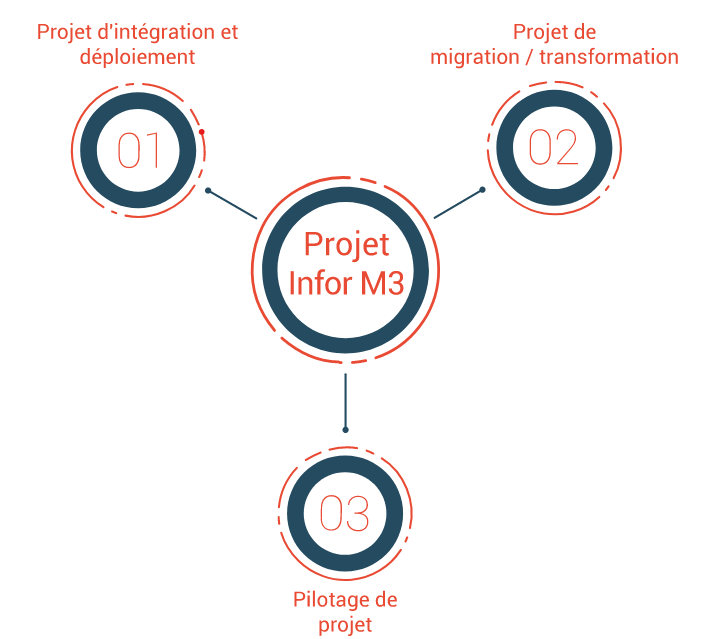 Projet d'intégration et
déploiement
01
Projet de
migration / transformation
02
Projet
Infor M3
03
Pilotage de
projet